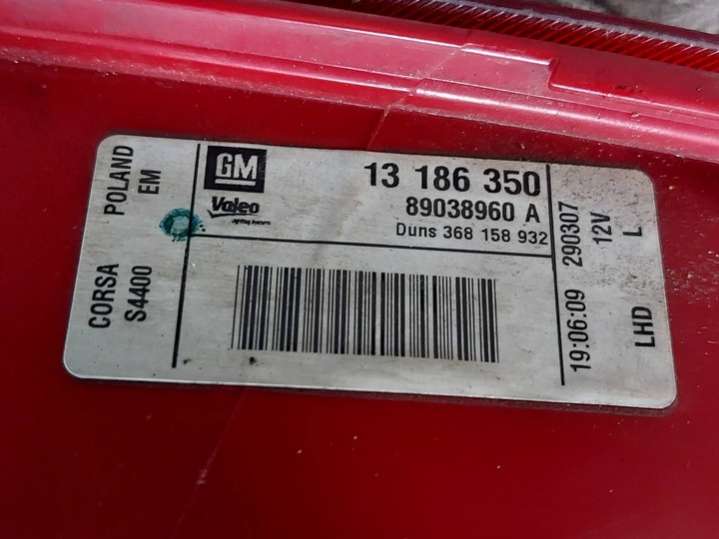 POLAND
EM
CORSA
S4400
GM
Valeo
13 186 350
89038960 A
Duns 368 158 932
19:06:09 290307
12V
LHD L